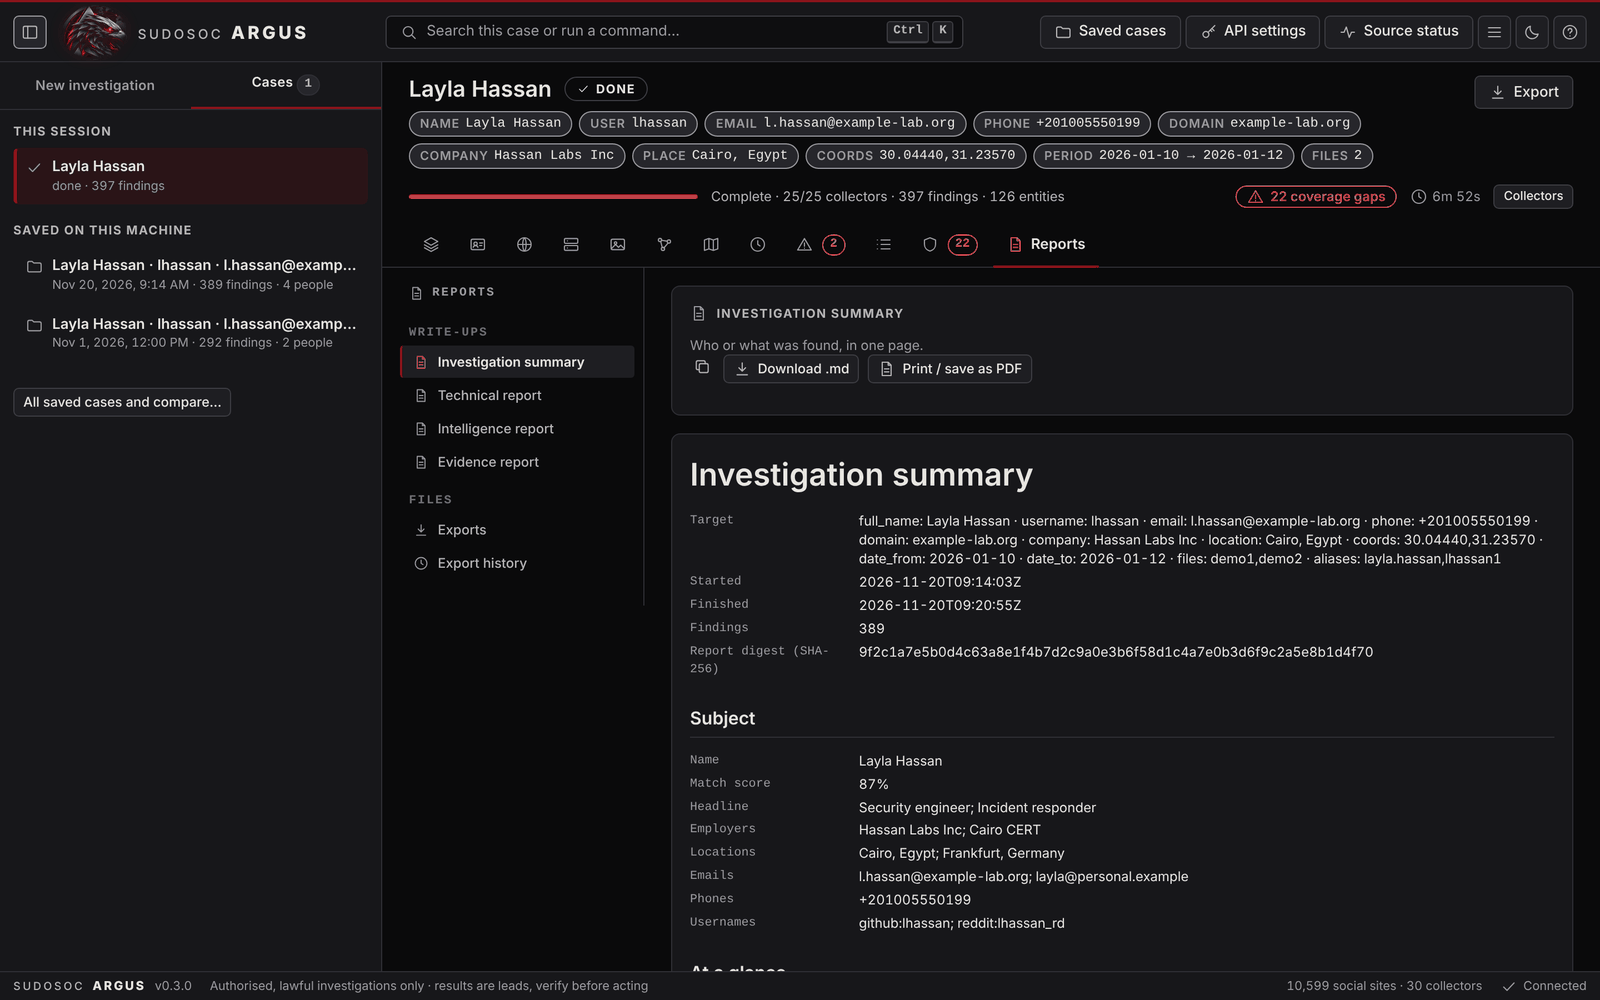 SUDOSOC ARGUS
Search this case or run a command... Ctrl K
Saved cases
API settings
Source status
New investigation
Cases 1
THIS SESSION
Layla Hassan
done · 397 findings
SAVED ON THIS MACHINE
Layla Hassan · lhassan · l.hassan@examp...
Nov 20, 2026, 9:14 AM · 389 findings · 4 people
Layla Hassan · lhassan · l.hassan@examp...
Nov 1, 2026, 12:00 PM · 292 findings · 2 people
All saved cases and compare...
Layla Hassan
DONE
Export
NAME Layla Hassan USER lhassan EMAIL l.hassan@example-lab.org PHONE +201005550199 DOMAIN example-lab.org
COMPANY Hassan Labs Inc PLACE Cairo, Egypt COORDS 30.04440,31.23570 PERIOD 2026-01-10 → 2026-01-12 FILES 2
Complete · 25/25 collectors · 397 findings · 126 entities
22 coverage gaps
6m 52s
Collectors
2
22
Reports
REPORTS
WRITE-UPS
Investigation summary
Technical report
Intelligence report
Evidence report
FILES
Exports
Export history
INVESTIGATION SUMMARY
Who or what was found, in one page.
Download .md
Print / save as PDF
Investigation summary
Target full_name: Layla Hassan · username: lhassan · email: l.hassan@example-lab.org · phone: +201005550199 ·
domain: example-lab.org · company: Hassan Labs Inc · location: Cairo, Egypt · coords: 30.04440,31.23570 ·
date_from: 2026-01-10 · date_to: 2026-01-12 · files: demo1,demo2 · aliases: layla.hassan,lhassan1
Started 2026-11-20T09:14:03Z
Finished 2026-11-20T09:20:55Z
Findings 389
Report digest (SHA-256) 9f2c1a7e5b0d4c63a8e1f4b7d2c9a0e3b6f58d1c4a7e0b3d6f9c2a5e8b1d4f70
Subject
Name Layla Hassan
Match score 87%
Headline Security engineer; Incident responder
Employers Hassan Labs Inc; Cairo CERT
Locations Cairo, Egypt; Frankfurt, Germany
Emails l.hassan@example-lab.org; layla@personal.example
Phones +201005550199
Usernames github:lhassan; reddit:lhassan_rd
At a glance
SUDOSOC ARGUS v0.3.0 Authorised, lawful investigations only · results are leads, verify before acting
10,599 social sites · 30 collectors
Connected